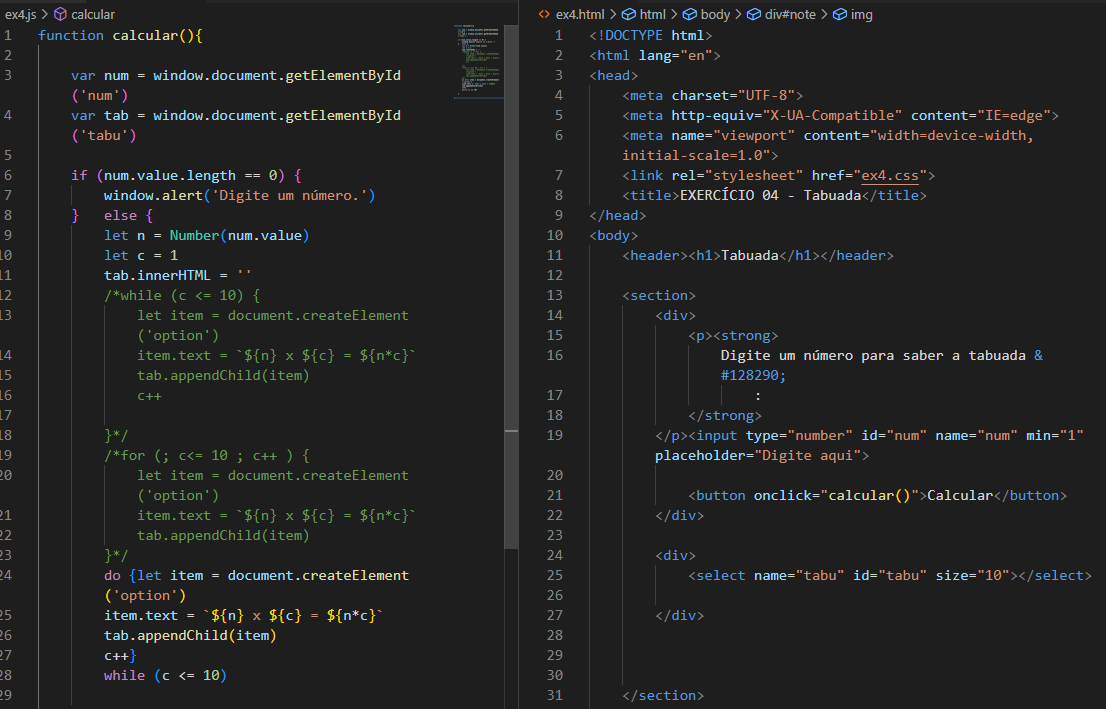 ex4.js > calcular
1 function calcular(){
2
3 var num = window.document.getElementById
('num')
4 var tab = window.document.getElementById
('tabu')
5
6 if (num.value.length == 0) {
7 window.alert('Digite um número.')
8 } else {
9 let n = Number(num.value)
10 let c = 1
11 tab.innerHTML = ''
12 /*while (c <= 10) {
13 let item = document.createElement
('option')
14 item.text = `${n} x ${c} = ${n*c}`
15 tab.appendChild(item)
16 c++
17
18 }*/
19 /*for (; c<= 10 ; c++ ) {
20 let item = document.createElement
('option')
21 item.text = `${n} x ${c} = ${n*c}`
22 tab.appendChild(item)
23 }*/
24 do {let item = document.createElement
('option')
25 item.text = `${n} x ${c} = ${n*c}`
26 tab.appendChild(item)
27 c++}
28 while (c <= 10)
29
ex4.html > html > body > div#note > img
1 <!DOCTYPE html>
2 <html lang="en">
3 <head>
4 <meta charset="UTF-8">
5 <meta http-equiv="X-UA-Compatible" content="IE=edge">
6 <meta name="viewport" content="width=device-width,
initial-scale=1.0">
7 <link rel="stylesheet" href="ex4.css">
8 <title>EXERCÍCIO 04 - Tabuada</title>
9 </head>
10 <body>
11 <header><h1>Tabuada</h1></header>
12
13 <section>
14 <div>
15 <p><strong>
16 Digite um número para saber a tabuada &
#128290;
17 :
18 </strong>
19 </p><input type="number" id="num" name="num" min="1"
placeholder="Digite aqui">
20
21 <button onclick="calcular()">Calcular</button>
22 </div>
23
24 <div>
25 <select name="tabu" id="tabu" size="10"></select>
26
27 </div>
28
29
30
31 </section>